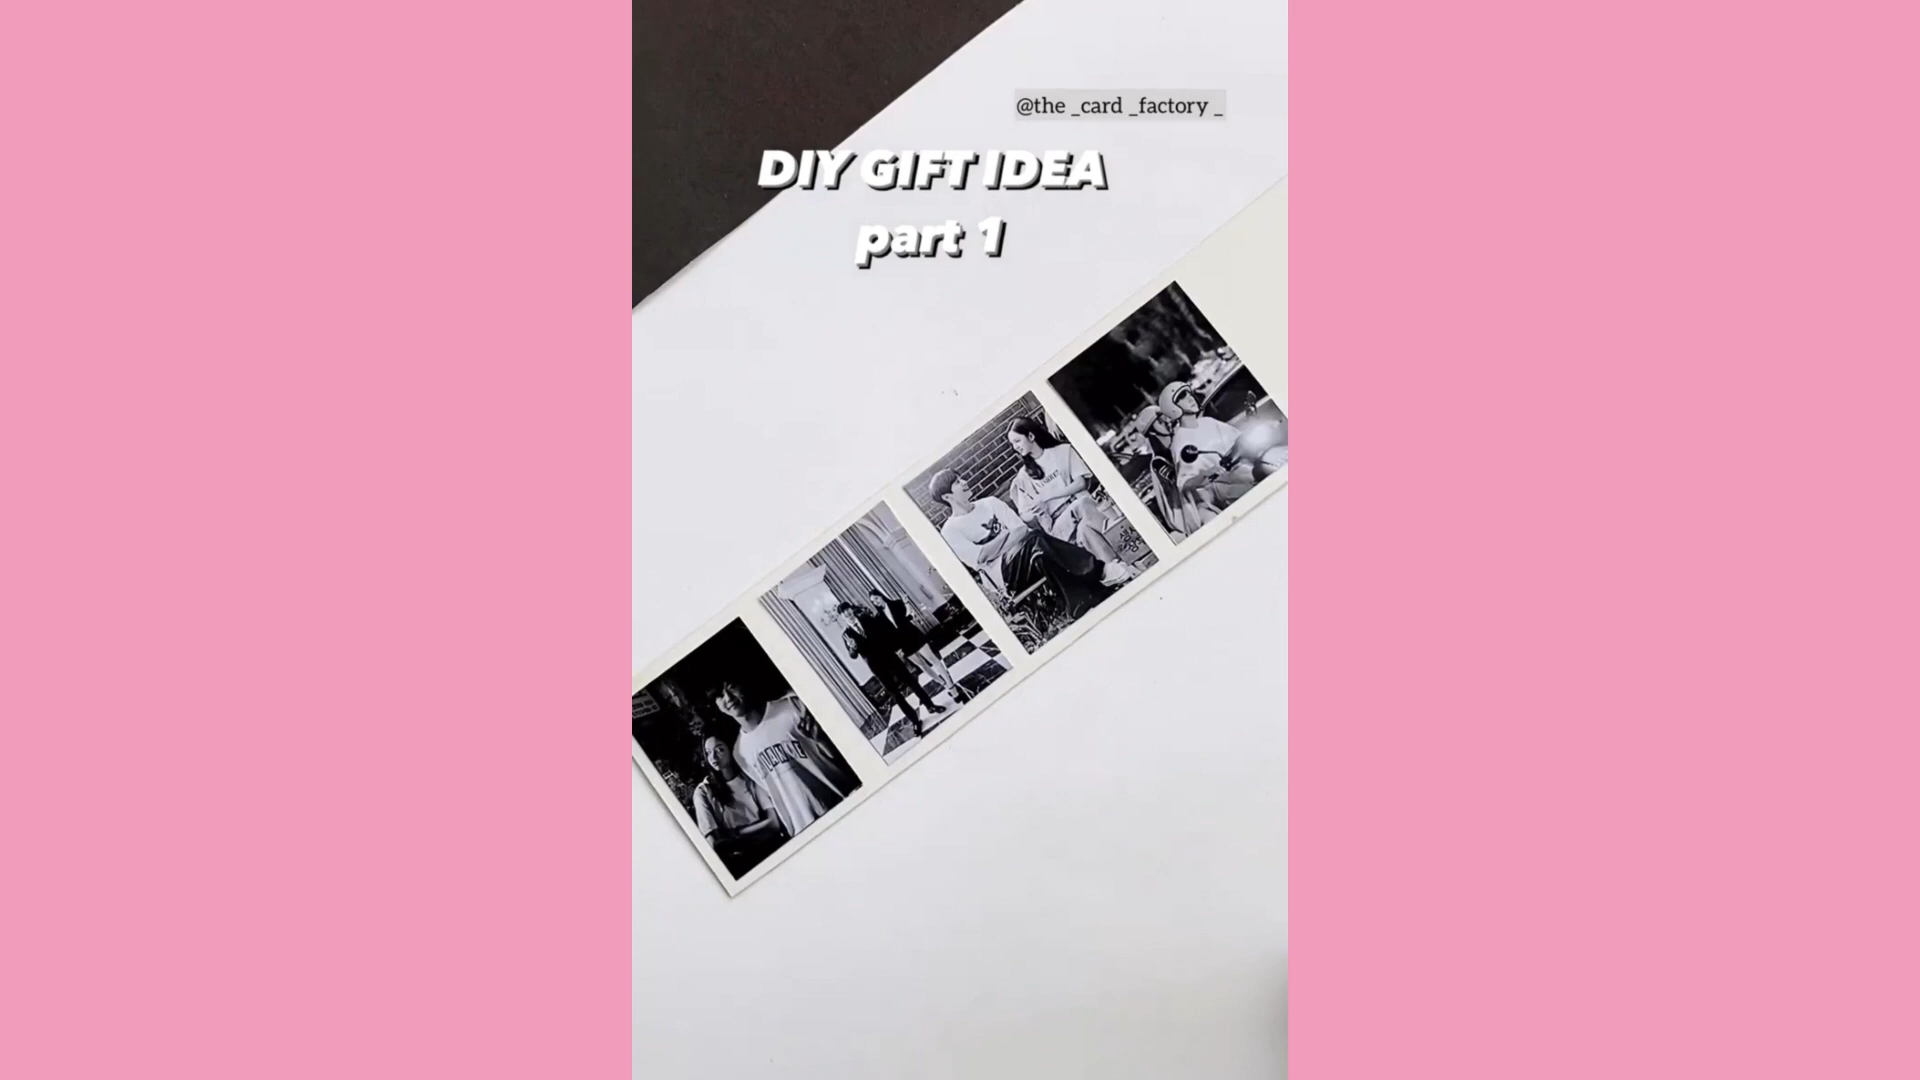 @the _card _factory _
DIY GIFT IDEA
part 1